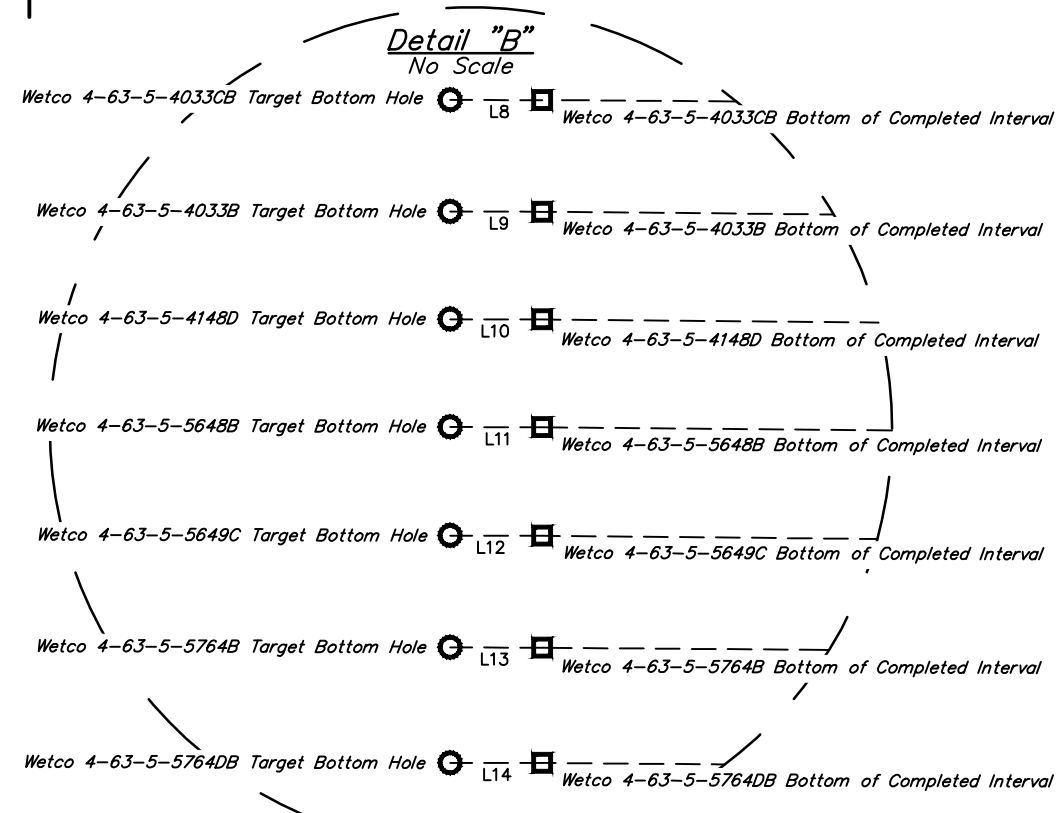 Detail "B"
No Scale
Wetco 4-63-5-4033CB Target Bottom Hole
L8
Wetco 4-63-5-4033CB Bottom of Completed Interval
Wetco 4-63-5-4033B Target Bottom Hole
L9
Wetco 4-63-5-4033B Bottom of Completed Interval
Wetco 4-63-5-4148D Target Bottom Hole
L10
Wetco 4-63-5-4148D Bottom of Completed Interval
Wetco 4-63-5-5648B Target Bottom Hole
L11
Wetco 4-63-5-5648B Bottom of Completed Interval
Wetco 4-63-5-5649C Target Bottom Hole
L12
Wetco 4-63-5-5649C Bottom of Completed Interval
Wetco 4-63-5-5764B Target Bottom Hole
L13
Wetco 4-63-5-5764B Bottom of Completed Interval
Wetco 4-63-5-5764DB Target Bottom Hole
L14
Wetco 4-63-5-5764DB Bottom of Completed Interval